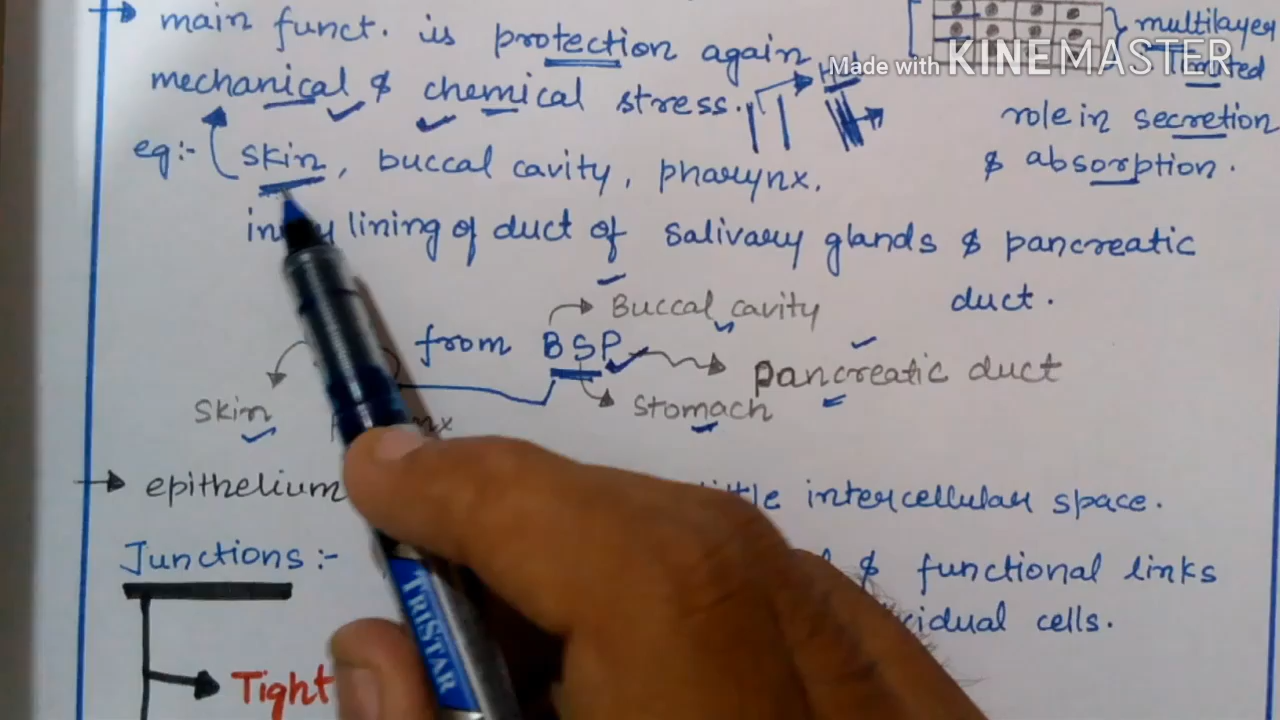 main funct. is protection again
mechanical & chemical stress.
eg:- skin, buccal cavity, pharynx.
lining of duct of salivary glands & pancreatic
duct.
multilayer
role in secretion
& absorption.
Made with KINEMASTER
Buccal cavity
from BSP
pancreatic duct
Skin
Stomach
epithelium
intercellular space.
Junctions:-
& functional links
cells.
Tight
TRISTAR